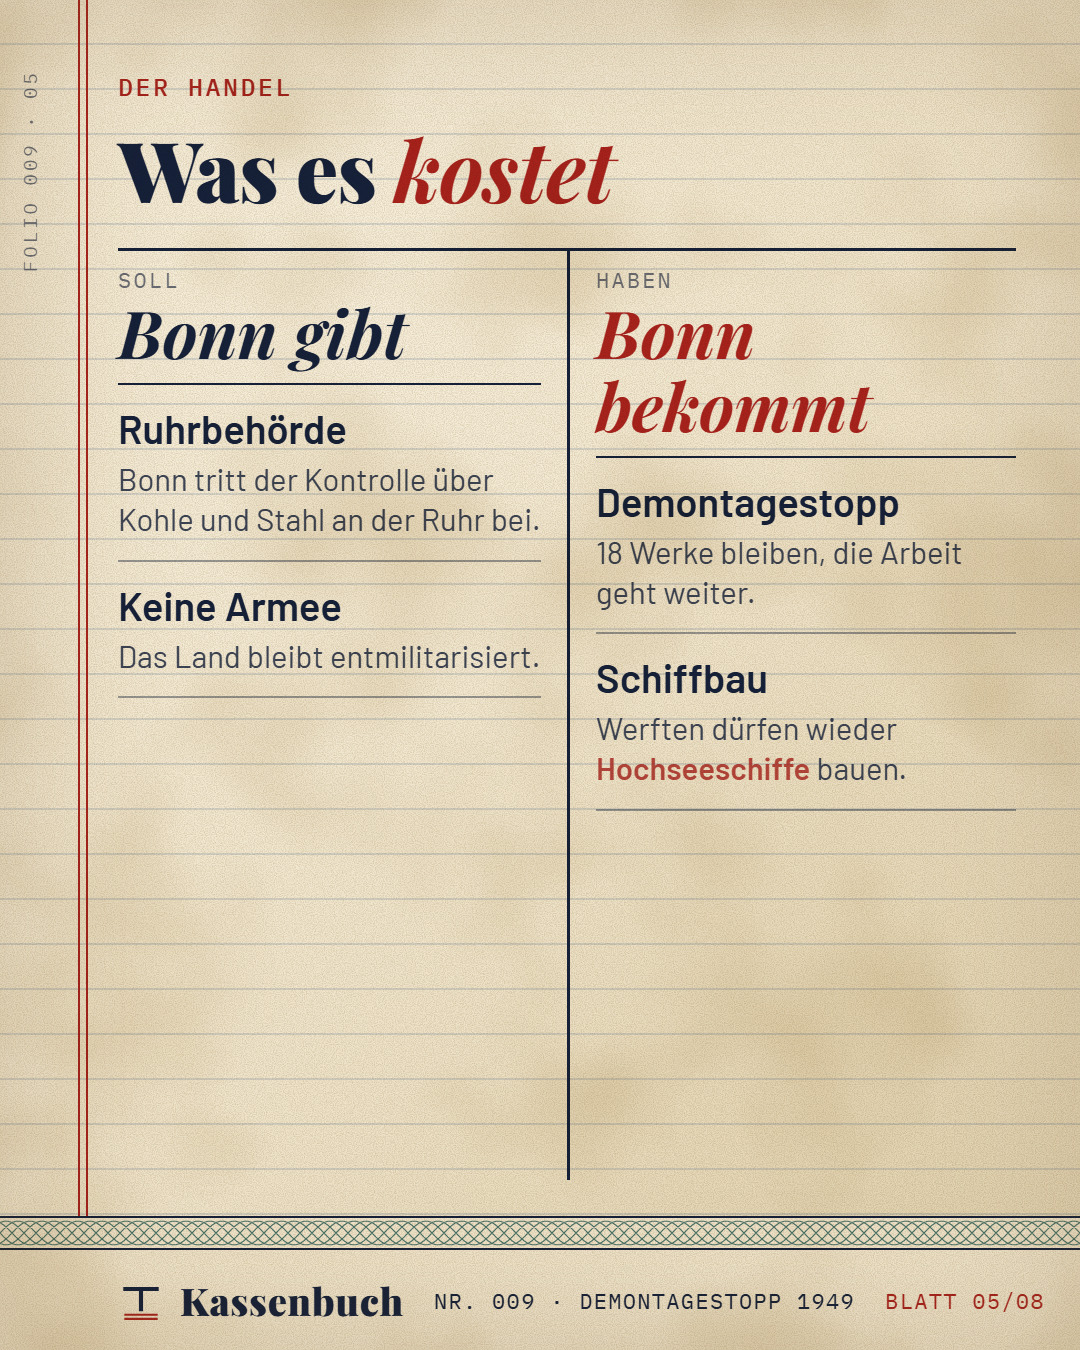 FOLIO 009 · 05
DER HANDEL
Was es kostet
SOLL
Bonn gibt
Ruhrbehörde
Bonn tritt der Kontrolle über
Kohle und Stahl an der Ruhr bei.
Keine Armee
Das Land bleibt entmilitarisiert.
HABEN
Bonn
bekommt
Demontagestopp
18 Werke bleiben, die Arbeit
geht weiter.
Schiffbau
Werften dürfen wieder
Hochseeschiffe bauen.
Kassenbuch NR. 009 · DEMONTAGESTOPP 1949 BLATT 05/08